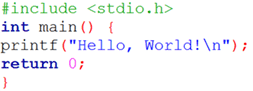 #include <stdio.h>
int main() {
printf("Hello, World!\n");
return 0;
}